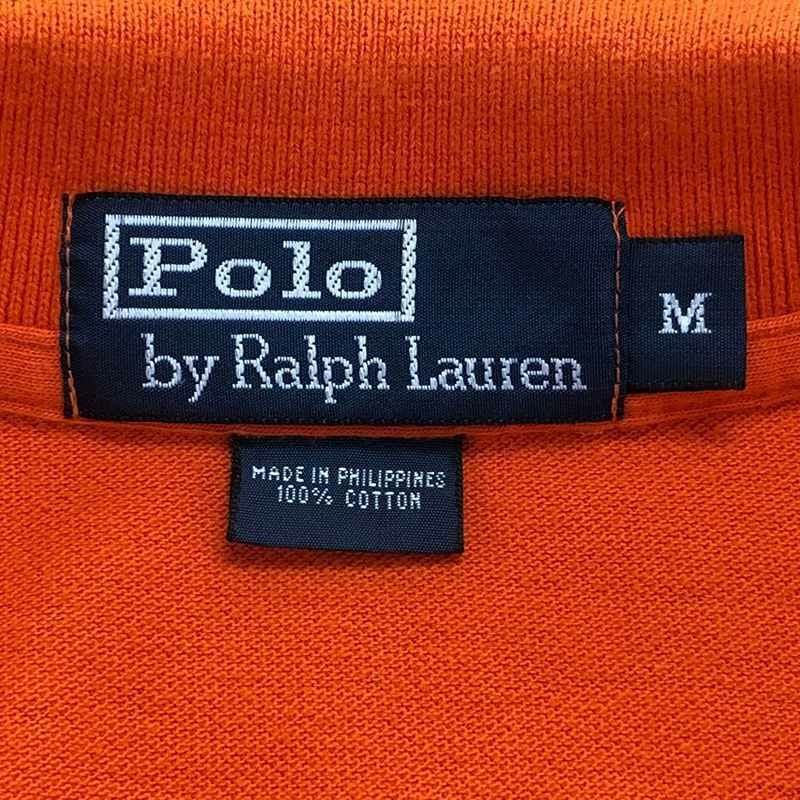 Polo
by Ralph Lauren
M
MADE IN PHILIPPINES
100% COTTON